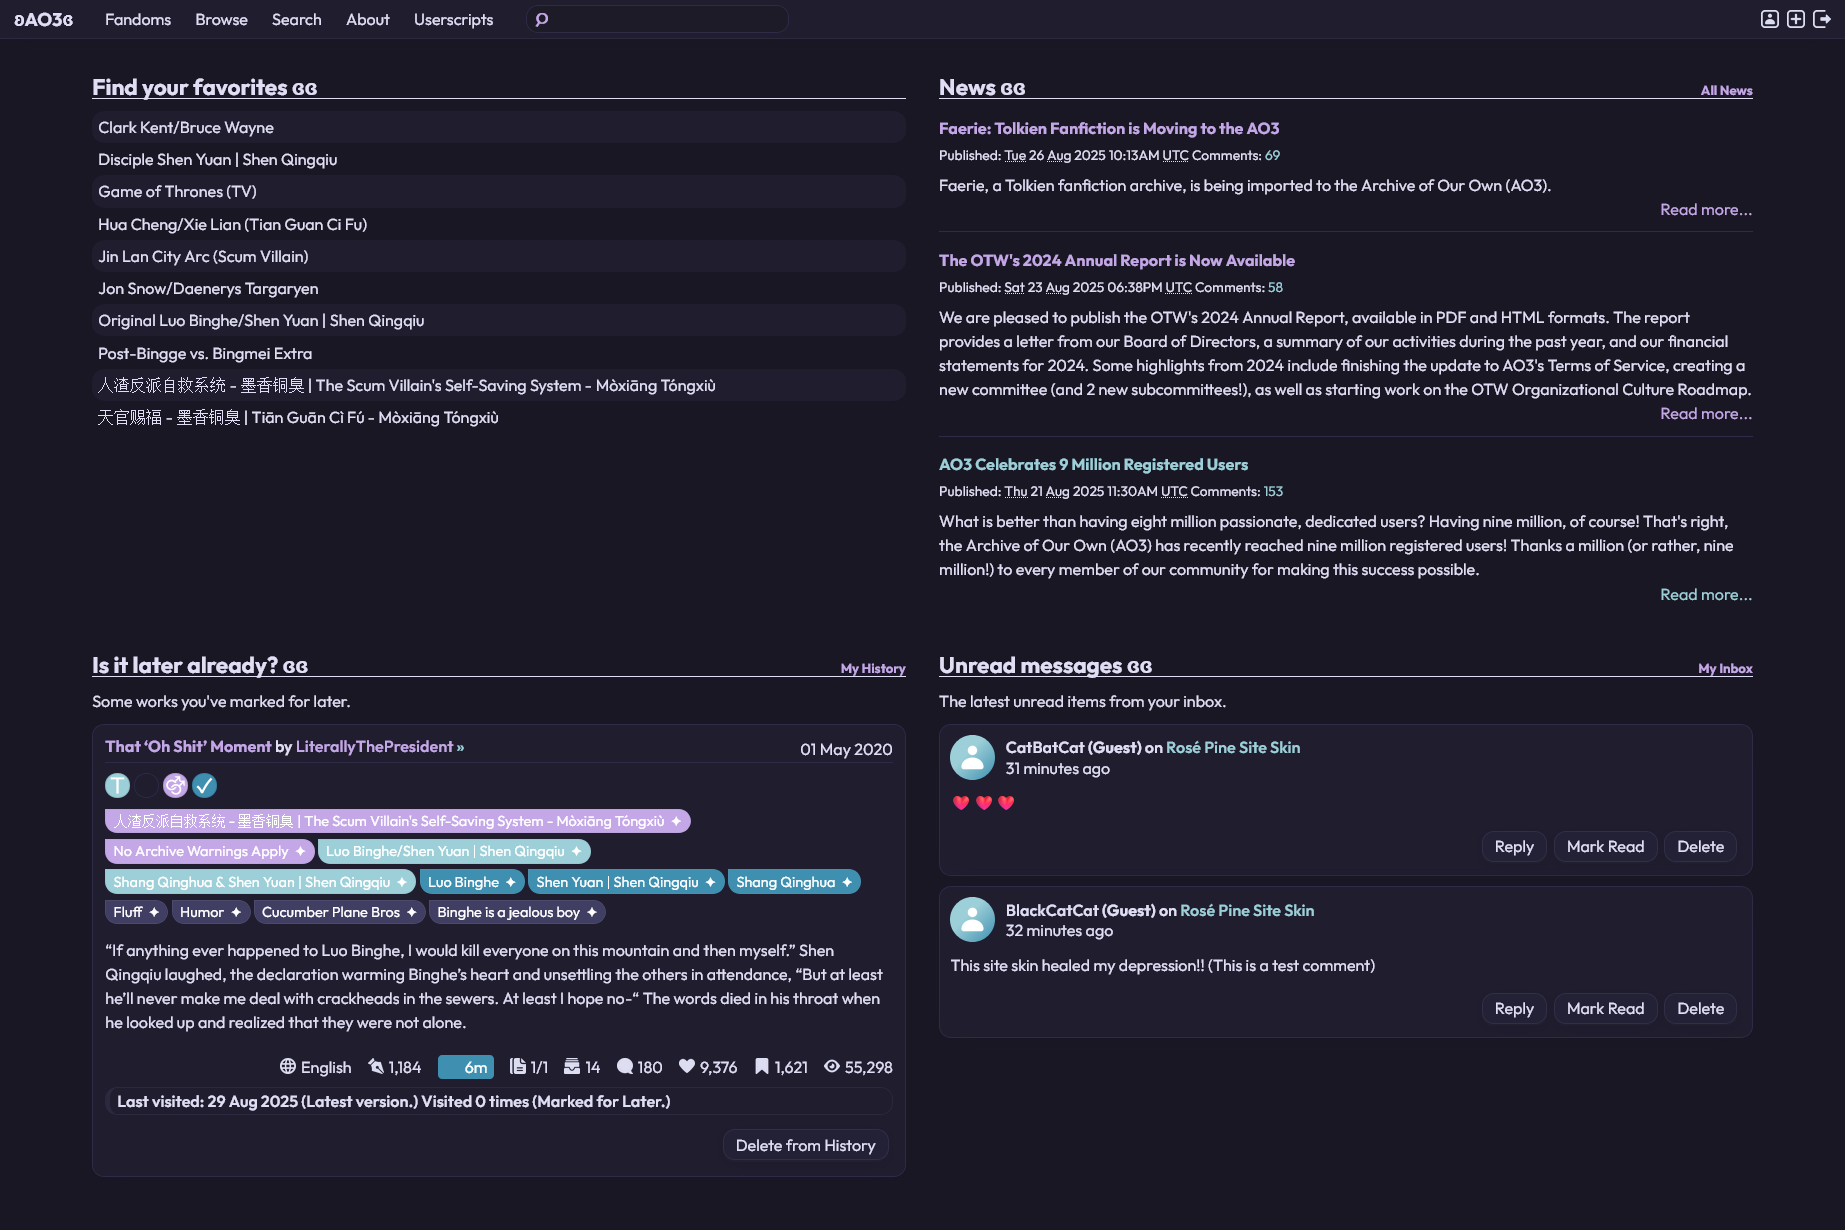 ʚAO3ɞ Fandoms Browse Search About Userscripts
Find your favorites ɞɞ
Clark Kent/Bruce Wayne
Disciple Shen Yuan | Shen Qingqiu
Game of Thrones (TV)
Hua Cheng/Xie Lian (Tian Guan Ci Fu)
Jin Lan City Arc (Scum Villain)
Jon Snow/Daenerys Targaryen
Original Luo Binghe/Shen Yuan | Shen Qingqiu
Post-Bingge vs. Bingmei Extra
人渣反派自救系统 - 墨香铜臭 | The Scum Villain's Self-Saving System - Mòxiāng Tóngxiù
天官赐福 - 墨香铜臭 | Tiān Guān Cì Fú - Mòxiāng Tóngxiù
News ɞɞ All News
Faerie: Tolkien Fanfiction is Moving to the AO3
Published: Tue 26 Aug 2025 10:13AM UTC Comments: 69
Faerie, a Tolkien fanfiction archive, is being imported to the Archive of Our Own (AO3).
Read more...
The OTW's 2024 Annual Report is Now Available
Published: Sat 23 Aug 2025 06:38PM UTC Comments: 58
We are pleased to publish the OTW's 2024 Annual Report, available in PDF and HTML formats. The report
provides a letter from our Board of Directors, a summary of our activities during the past year, and our financial
statements for 2024. Some highlights from 2024 include finishing the update to AO3's Terms of Service, creating a
new committee (and 2 new subcommittees!), as well as starting work on the OTW Organizational Culture Roadmap.
Read more...
AO3 Celebrates 9 Million Registered Users
Published: Thu 21 Aug 2025 11:30AM UTC Comments: 153
What is better than having eight million passionate, dedicated users? Having nine million, of course! That's right,
the Archive of Our Own (AO3) has recently reached nine million registered users! Thanks a million (or rather, nine
million!) to every member of our community for making this success possible.
Read more...
Is it later already? ɞɞ My History
Some works you've marked for later.
That ‘Oh Shit’ Moment by LiterallyThePresident » 01 May 2020
T
人渣反派自救系统 - 墨香铜臭 | The Scum Villain's Self-Saving System - Mòxiāng Tóngxiù ✦
No Archive Warnings Apply ✦ Luo Binghe/Shen Yuan | Shen Qingqiu ✦
Shang Qinghua & Shen Yuan | Shen Qingqiu ✦ Luo Binghe ✦ Shen Yuan | Shen Qingqiu ✦ Shang Qinghua ✦
Fluff ✦ Humor ✦ Cucumber Plane Bros ✦ Binghe is a jealous boy ✦
“If anything ever happened to Luo Binghe, I would kill everyone on this mountain and then myself.” Shen
Qingqiu laughed, the declaration warming Binghe’s heart and unsettling the others in attendance, “But at least
he’ll never make me deal with crackheads in the sewers. At least I hope no-“ The words died in his throat when
he looked up and realized that they were not alone.
English 1,184 6m 1/1 14 180 9,376 1,621 55,298
Last visited: 29 Aug 2025 (Latest version.) Visited 0 times (Marked for Later.)
Delete from History
Unread messages ɞɞ My Inbox
The latest unread items from your inbox.
CatBatCat (Guest) on Rosé Pine Site Skin
31 minutes ago
❤️ ❤️ ❤️
Reply Mark Read Delete
BlackCatCat (Guest) on Rosé Pine Site Skin
32 minutes ago
This site skin healed my depression!! (This is a test comment)
Reply Mark Read Delete